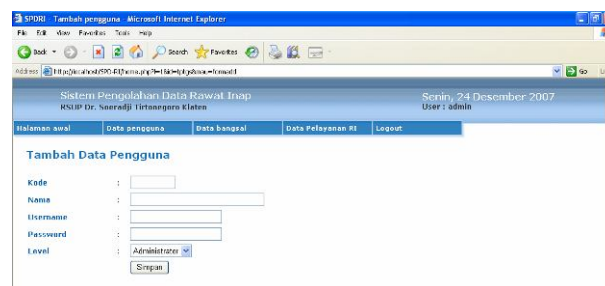 SPDRI - Tambah pengguna - Microsoft Internet Explorer
File Edit View Favorites Tools Help
Back Search Favorites
Address Go
Sistem Pengolahan Data Rawat Inap
RSUP Dr. Soeradji Tirtonegoro Klaten
Senin, 24 Desember 2007
User : admin
Halaman awal Data pengguna Data bangsal Data Pelayanan RI Logout
Tambah Data Pengguna
Kode :
Nama :
Username :
Password :
Level : Administrater
Simpan